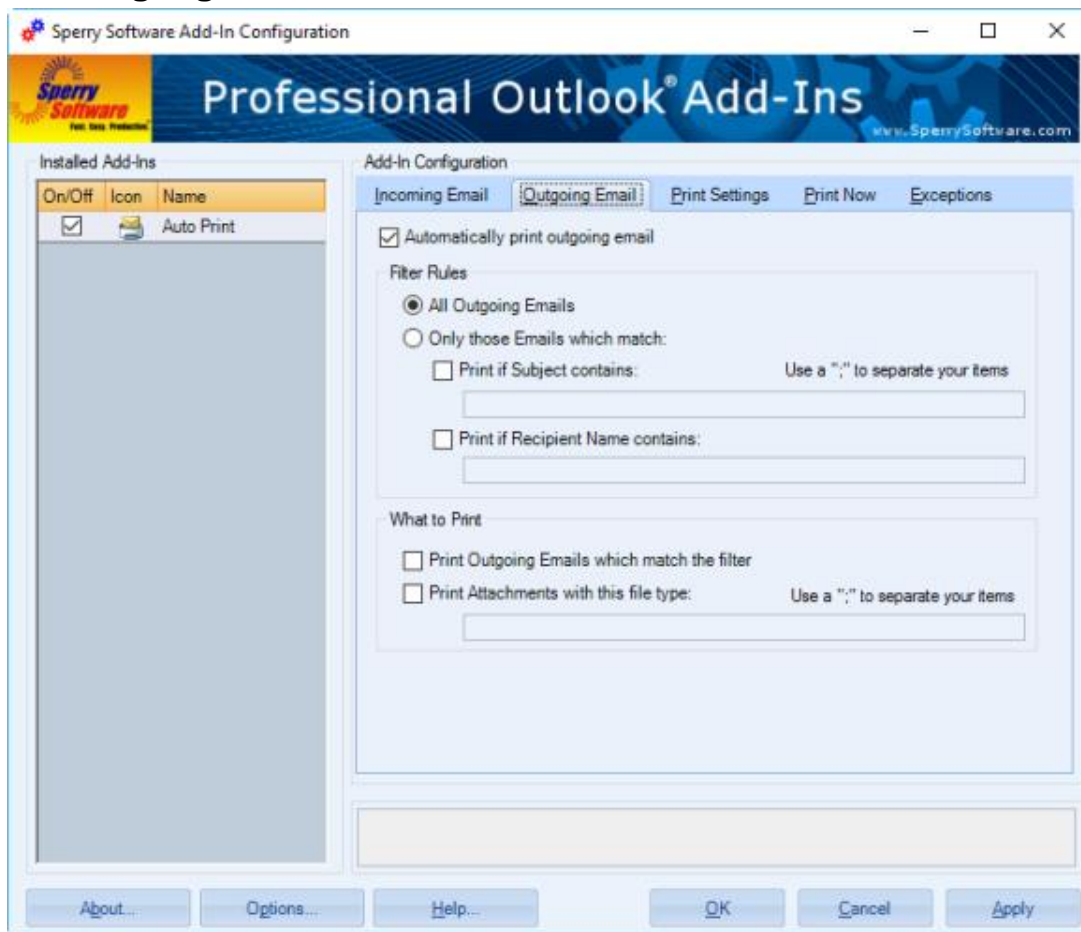 Sperry Software Add-In Configuration
Sperry Software
Fast. Easy. Productive.
Professional Outlook® Add-Ins
www.SperrySoftware.com
Installed Add-Ins
On/Off Icon Name
Auto Print
Add-In Configuration
Incoming Email Outgoing Email Print Settings Print Now Exceptions
Automatically print outgoing email
Filter Rules
All Outgoing Emails
Only those Emails which match:
Print if Subject contains: Use a ";" to separate your items
Print if Recipient Name contains:
What to Print
Print Outgoing Emails which match the filter
Print Attachments with this file type: Use a ";" to separate your items
About... Options... Help... OK Cancel Apply